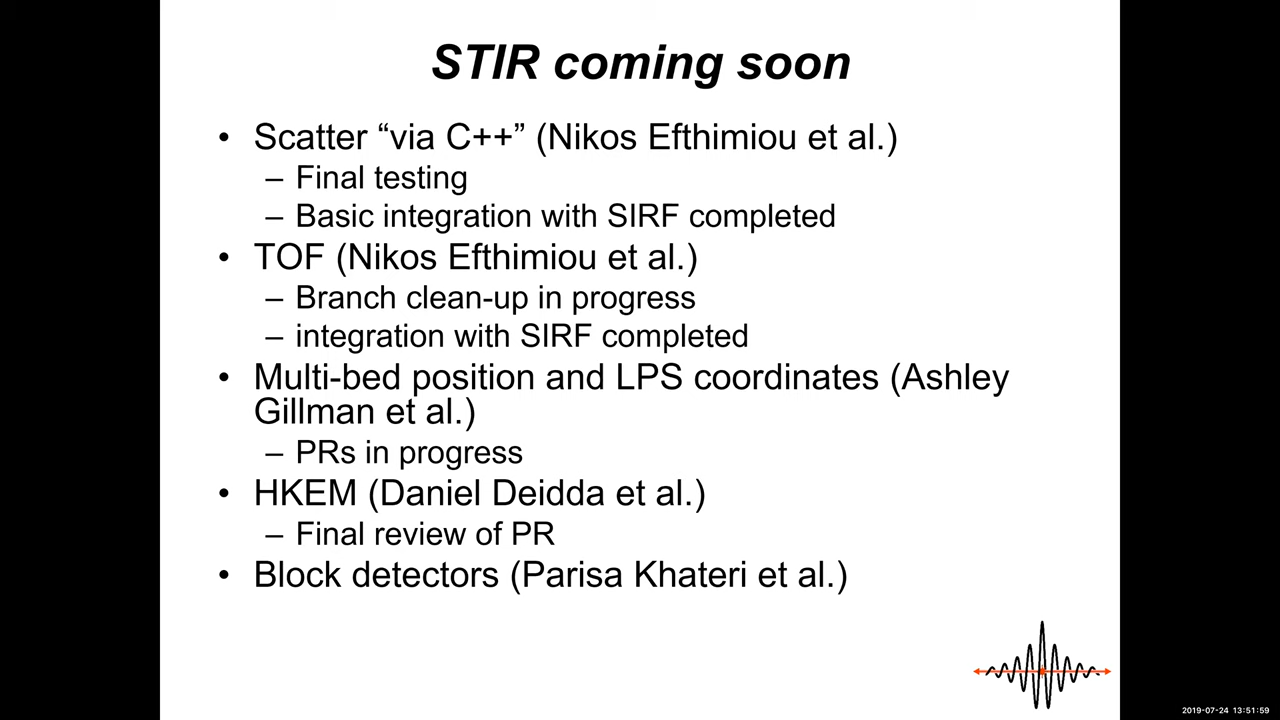 STIR coming soon
• Scatter “via C++” (Nikos Efthimiou et al.)
– Final testing
– Basic integration with SIRF completed
• TOF (Nikos Efthimiou et al.)
– Branch clean-up in progress
– integration with SIRF completed
• Multi-bed position and LPS coordinates (Ashley
Gillman et al.)
– PRs in progress
• HKEM (Daniel Deidda et al.)
– Final review of PR
• Block detectors (Parisa Khateri et al.)
2019-07-24 13:51:59